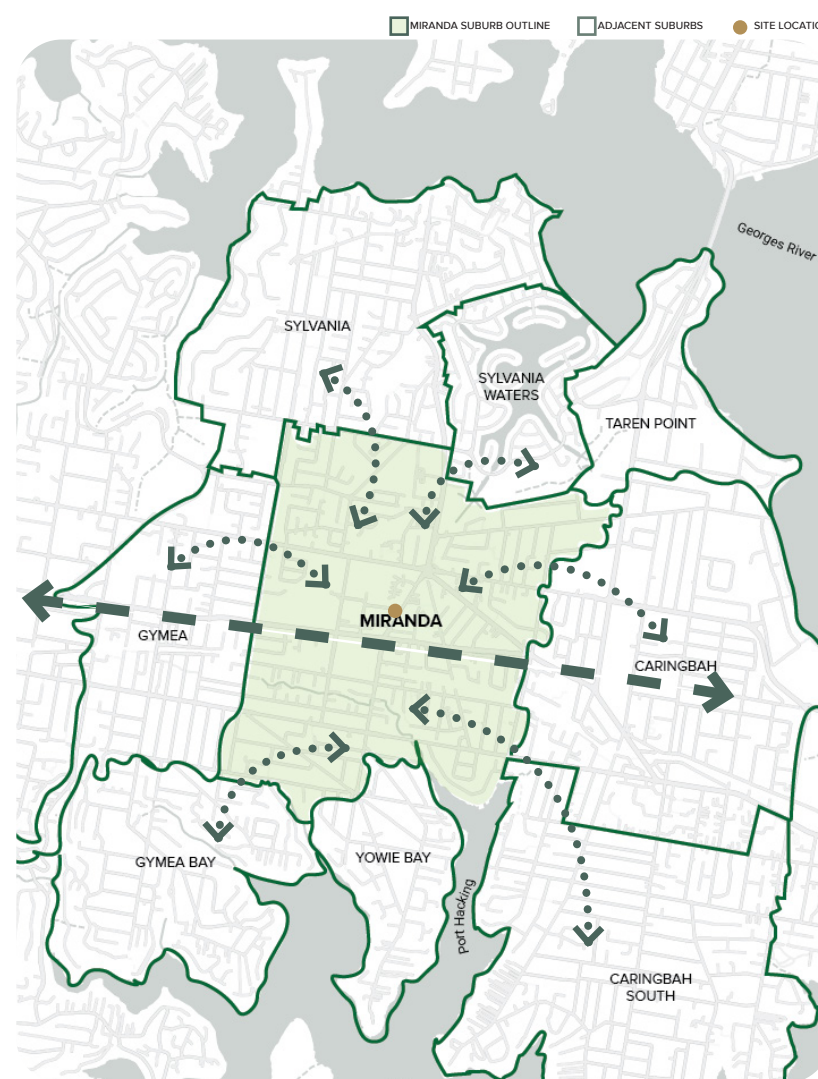 MIRANDA SUBURB OUTLINE
ADJACENT SUBURBS
SITE LOCATIO
Georges River
SYLVANIA
SYLVANIA
WATERS
TAREN POINT
MIRANDA
GYMEA
CARINGBAH
GYMEA BAY
YOWIE BAY
Port Hacking
CARINGBAH
SOUTH